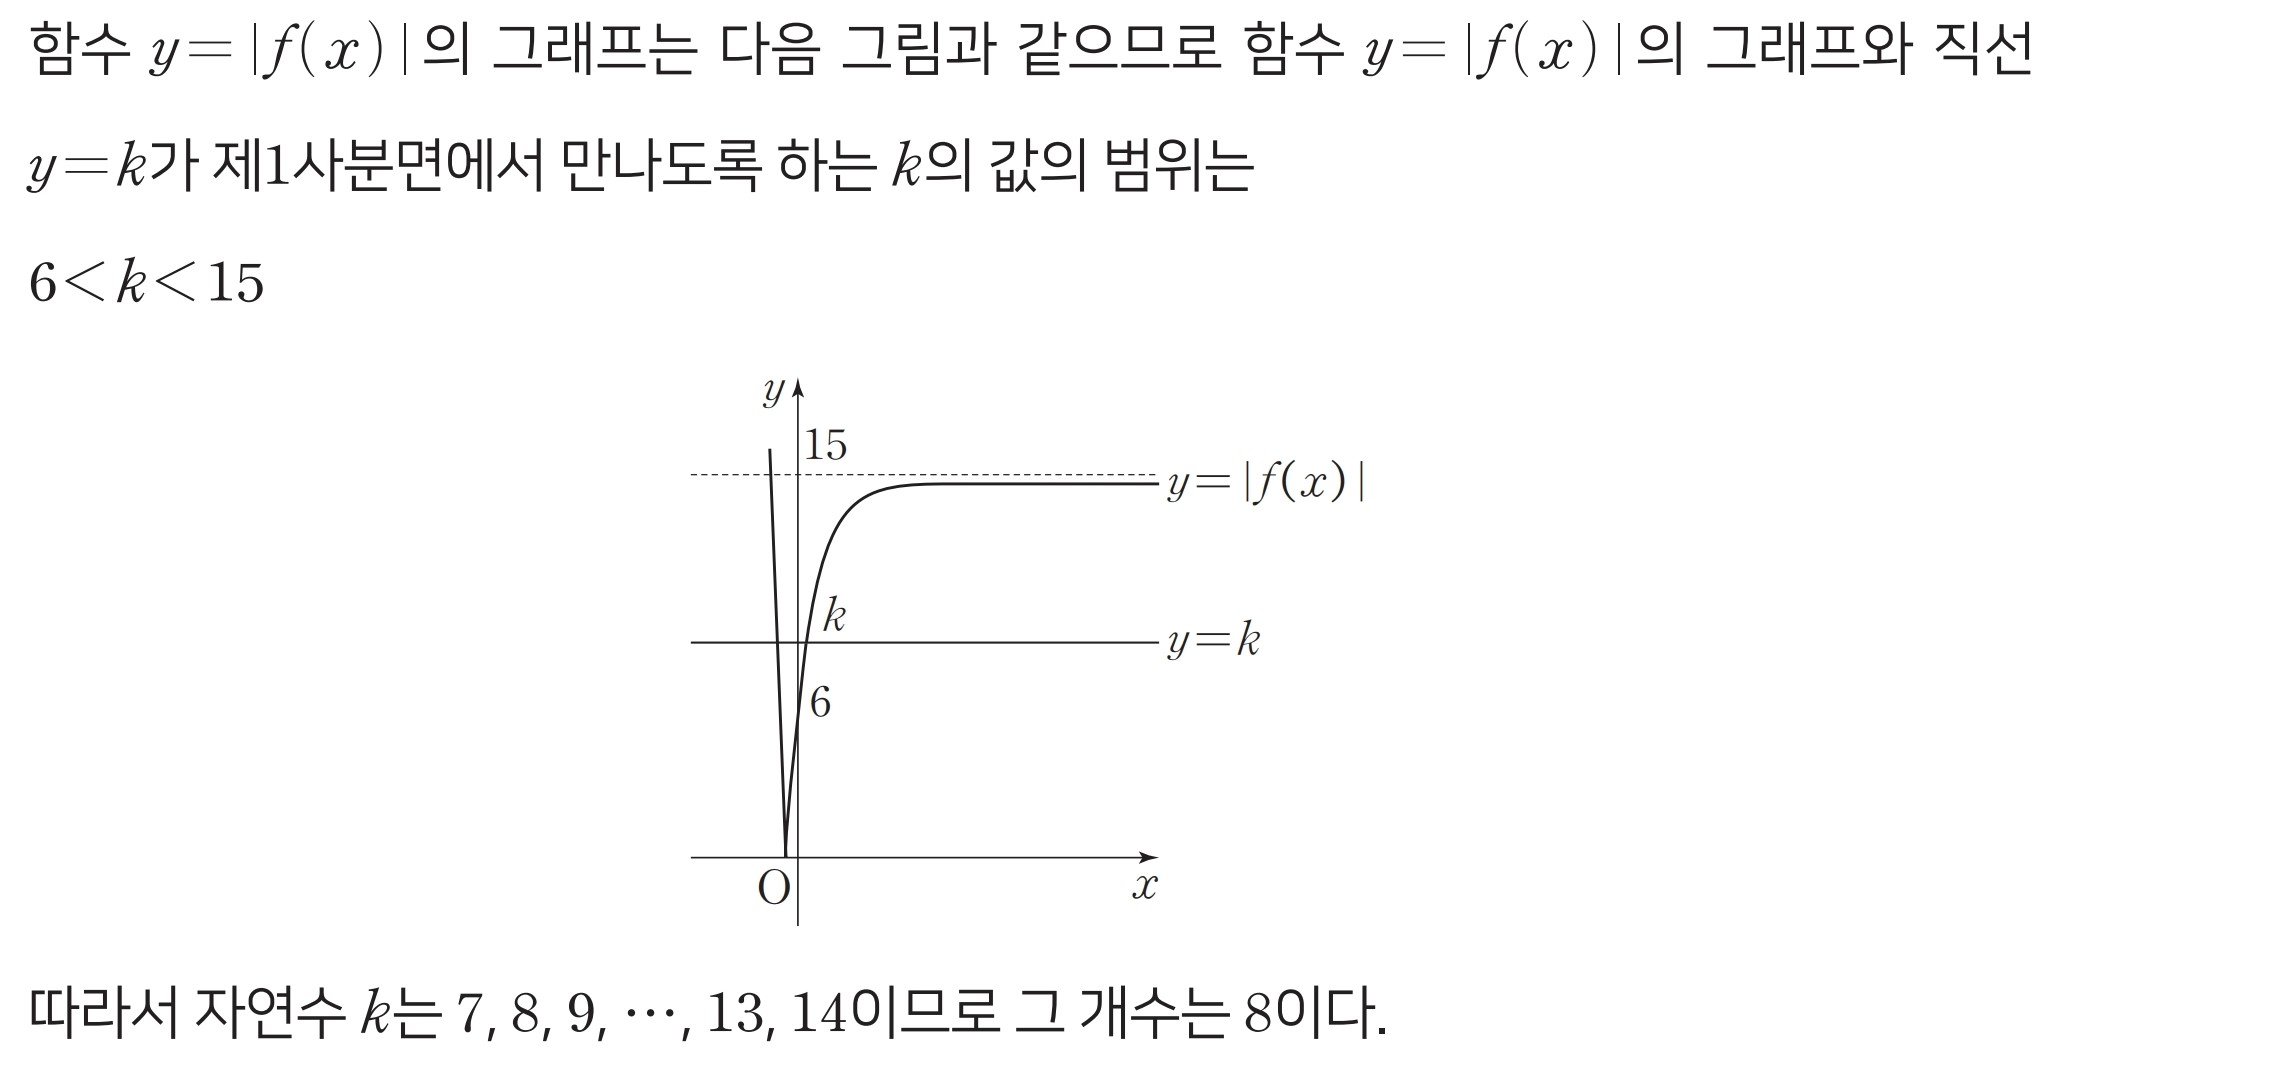 함수 y=|f(x)|의 그래프는 다음 그림과 같으므로 함수 y=|f(x)|의 그래프와 직선
y=k가 제1사분면에서 만나도록 하는 k의 값의 범위는
6<k<15
y
15
y=|f(x)|
k
y=k
6
O
x
따라서 자연수 k는 7, 8, 9, ⋯, 13, 14이므로 그 개수는 8이다.